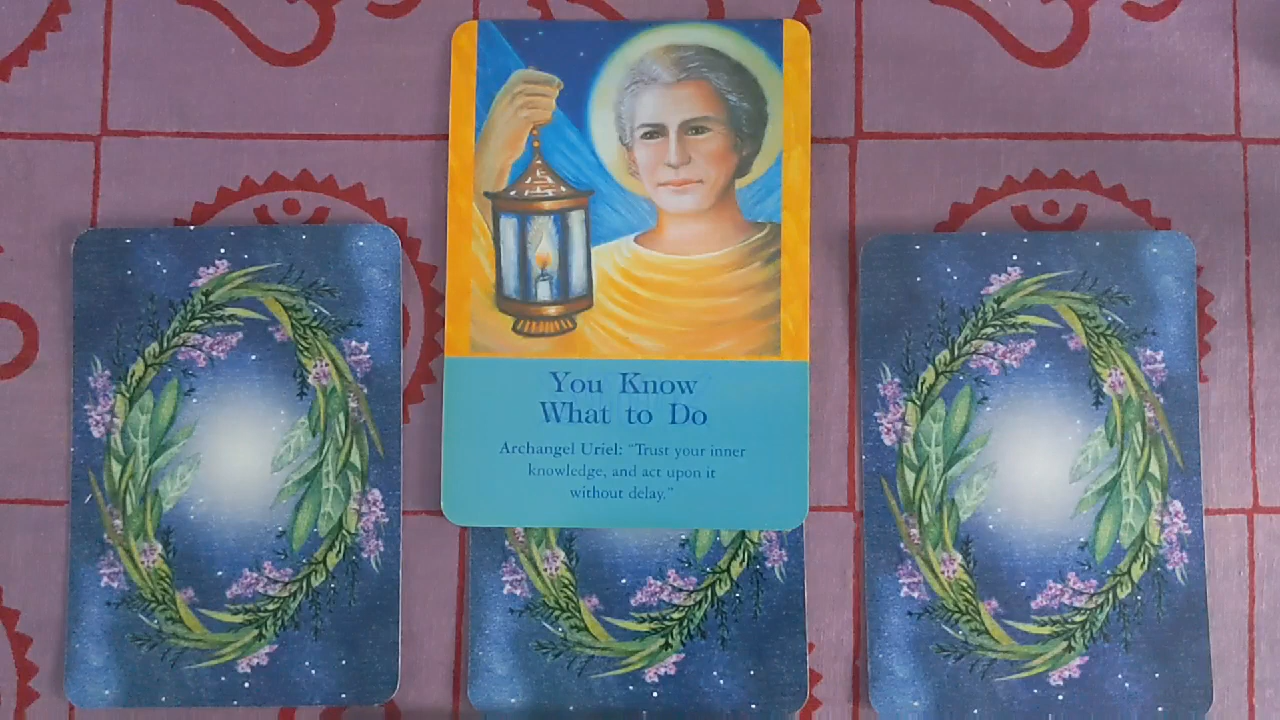 You Know
What to Do
Archangel Uriel: "Trust your inner
knowledge, and act upon it
without delay."